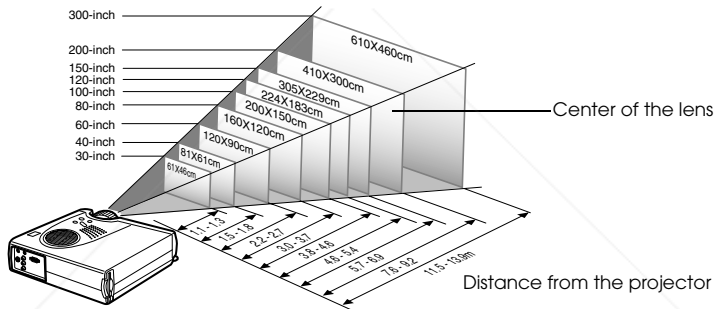 300-inch
200-inch
150-inch
120-inch
100-inch
80-inch
60-inch
40-inch
30-inch
610X460cm
410X300cm
305X229cm
224X183cm
200X150cm
160X120cm
120X90cm
81X61cm
61X46cm
Center of the lens
1.1 - 1.3
1.5 - 1.8
2.2 - 2.7
3.0 - 3.7
3.8 - 4.6
4.6 - 5.4
5.7 - 6.9
7.6 - 9.2
11.5 - 13.9m
Distance from the projector